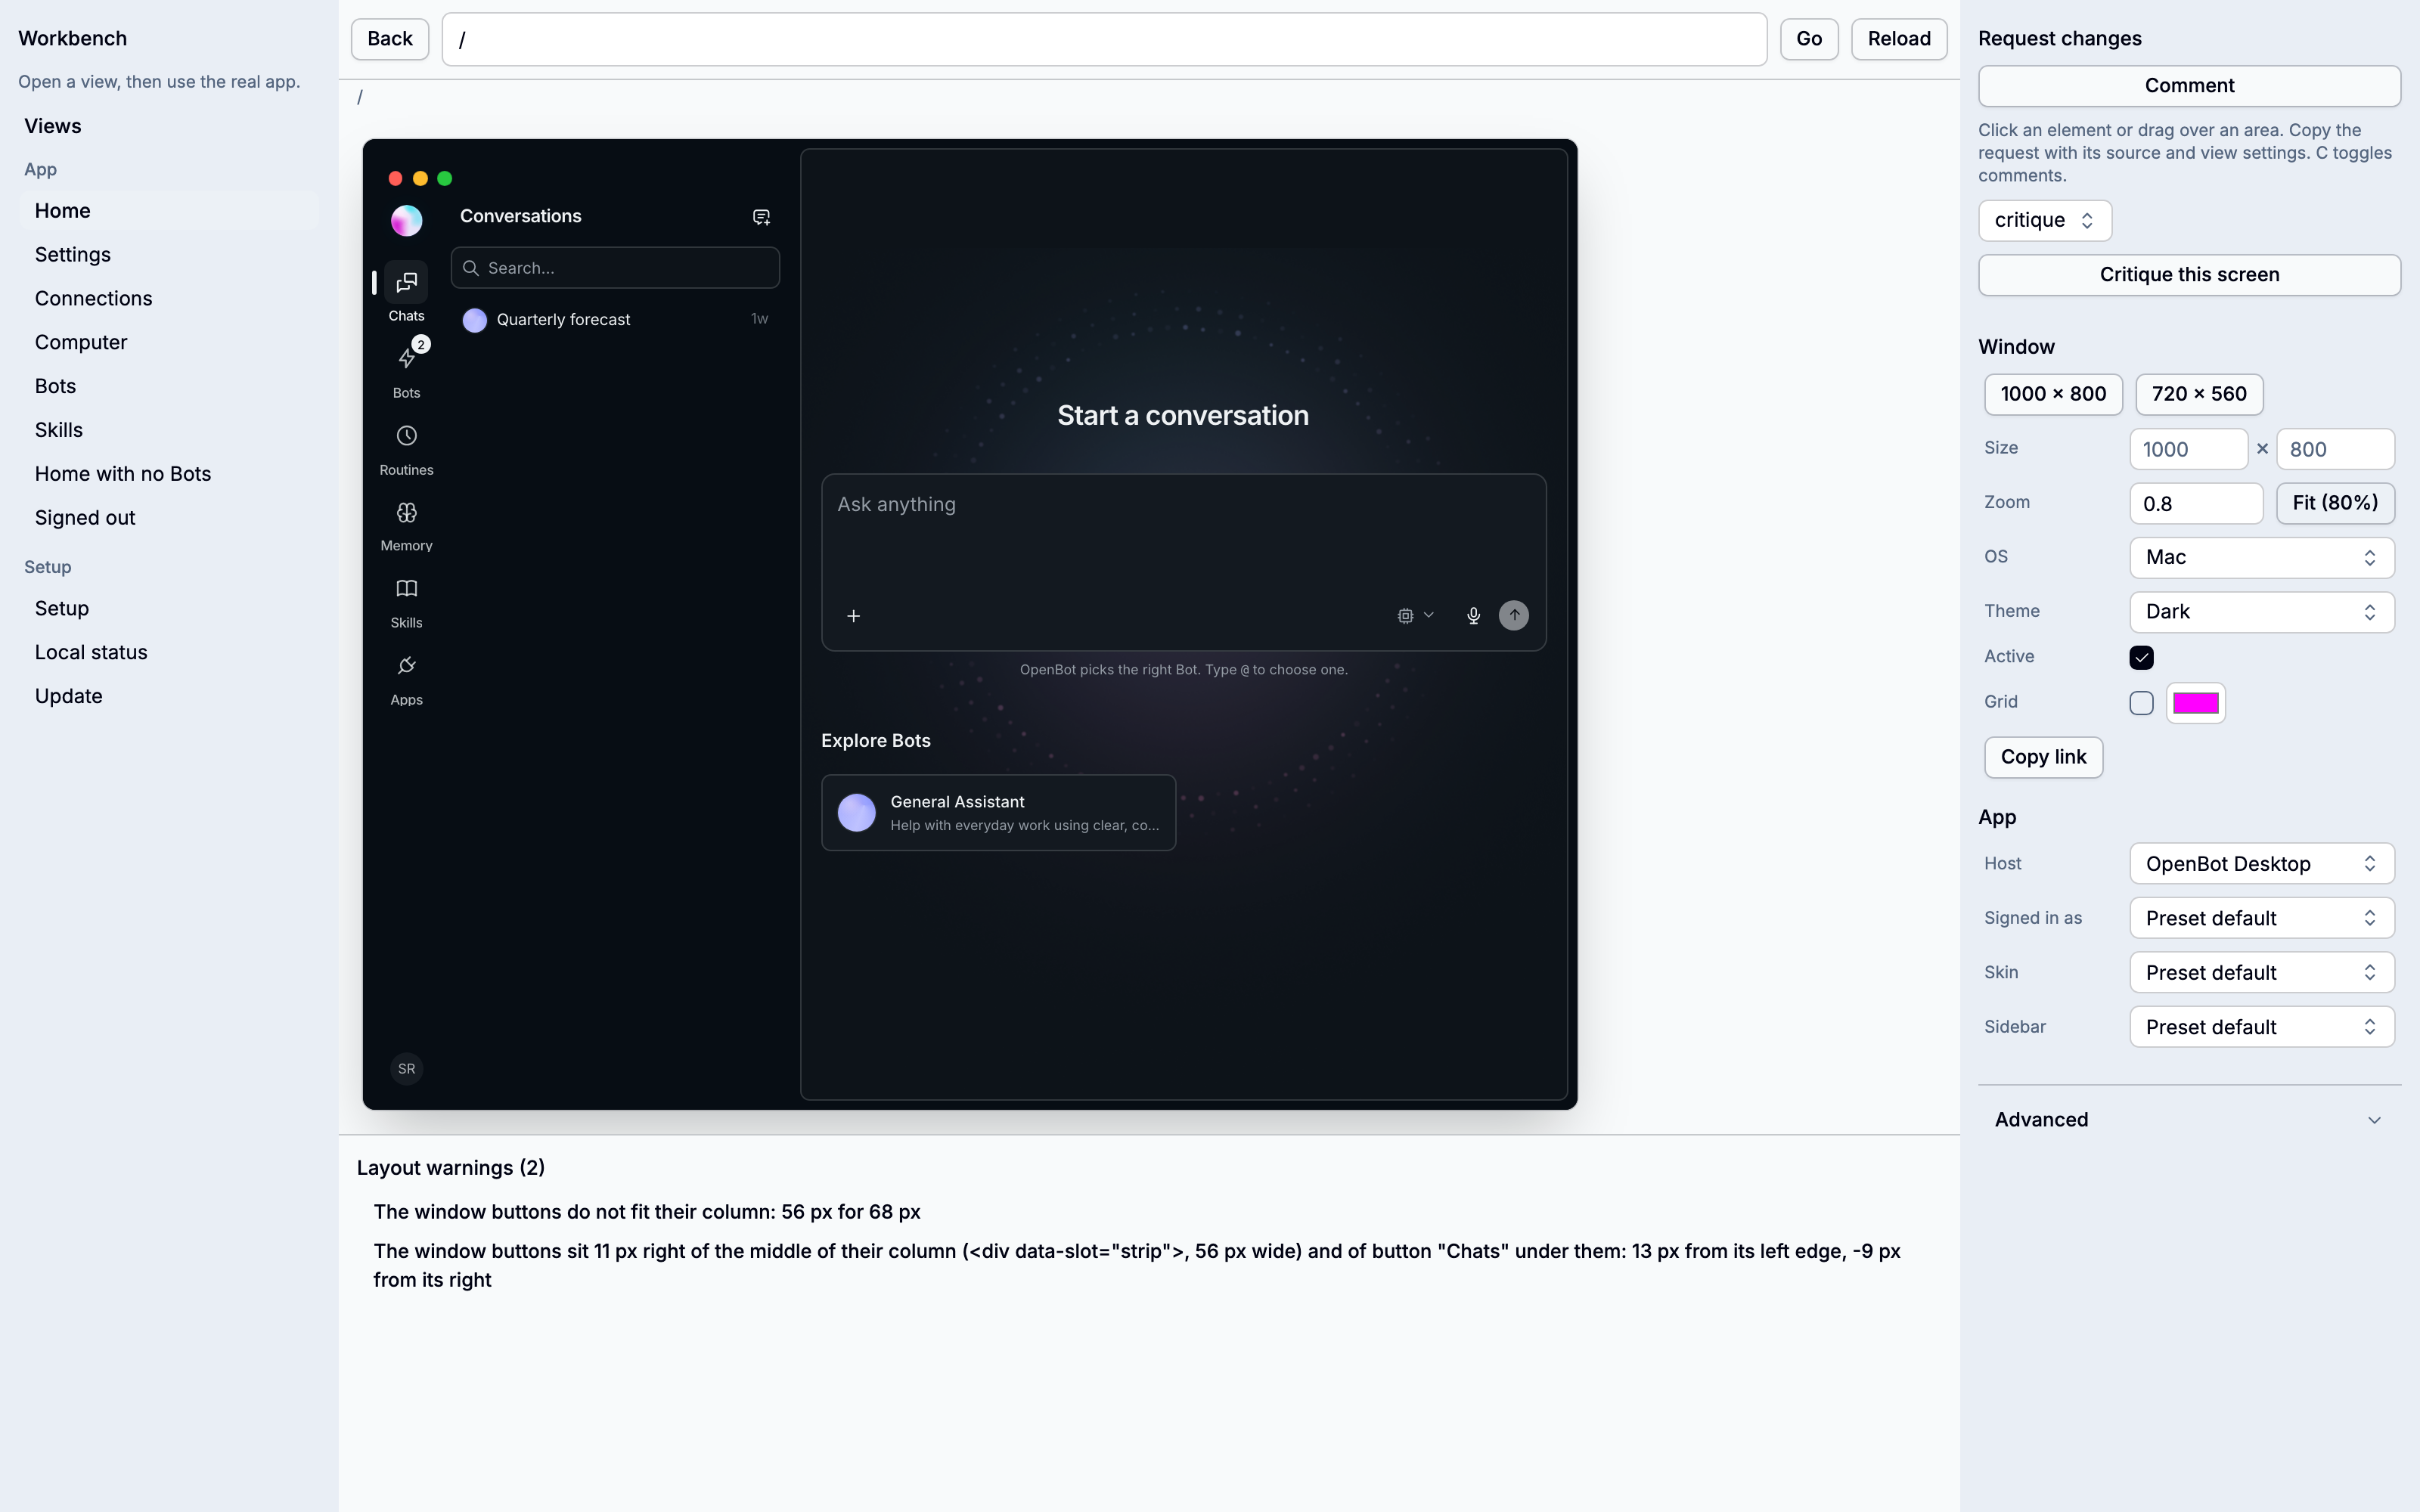 Workbench
Open a view, then use the real app.
Views
App
Home
Settings
Connections
Computer
Bots
Skills
Home with no Bots
Signed out
Setup
Setup
Local status
Update
Back
/
Go
Reload
/
Conversations
Search...
Quarterly forecast
1w
Chats
2
Bots
Routines
Memory
Skills
Apps
SR
Start a conversation
Ask anything
OpenBot picks the right Bot. Type @ to choose one.
Explore Bots
General Assistant
Help with everyday work using clear, co...
Layout warnings (2)
The window buttons do not fit their column: 56 px for 68 px
The window buttons sit 11 px right of the middle of their column (<div data-slot="strip">, 56 px wide) and of button "Chats" under them: 13 px from its left edge, -9 px
from its right
Request changes
Comment
Click an element or drag over an area. Copy the
request with its source and view settings. C toggles
comments.
critique
Critique this screen
Window
1000 × 800
720 × 560
Size
1000
×
800
Zoom
0.8
Fit (80%)
OS
Mac
Theme
Dark
Active
Grid
Copy link
App
Host
OpenBot Desktop
Signed in as
Preset default
Skin
Preset default
Sidebar
Preset default
Advanced